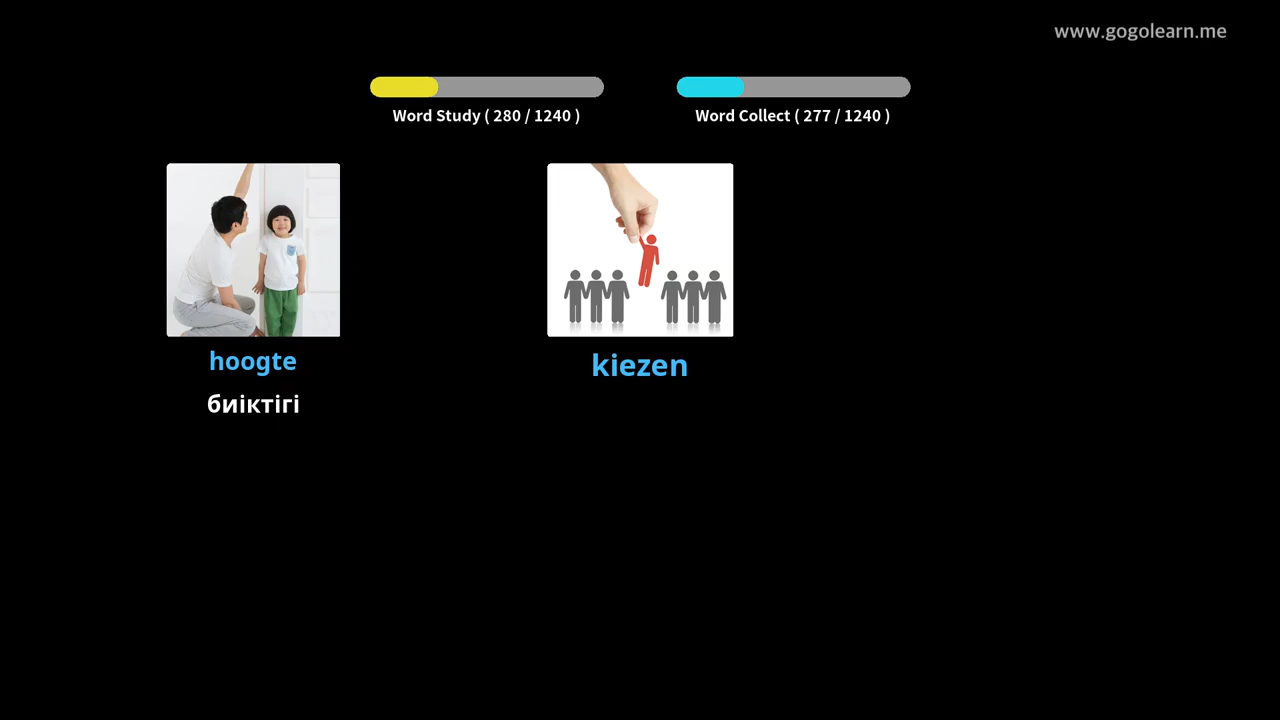 www.gogolearn.me
Word Study ( 280 / 1240 )
Word Collect ( 277 / 1240 )
hoogte
биіктігі
kiezen